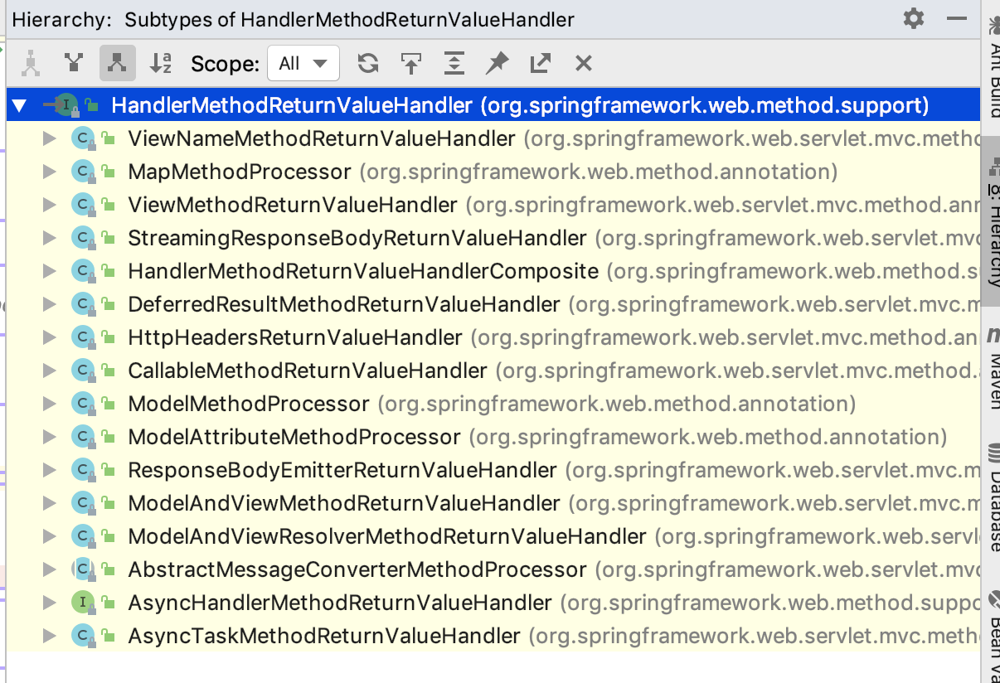 Hierarchy: Subtypes of HandlerMethodReturnValueHandler
Scope: All
HandlerMethodReturnValueHandler (org.springframework.web.method.support)
ViewNameMethodReturnValueHandler (org.springframework.web.servlet.mvc.metho
MapMethodProcessor (org.springframework.web.method.annotation)
ViewMethodReturnValueHandler (org.springframework.web.servlet.mvc.method.ann
StreamingResponseBodyReturnValueHandler (org.springframework.web.servlet.mvc
HandlerMethodReturnValueHandlerComposite (org.springframework.web.method.s
DeferredResultMethodReturnValueHandler (org.springframework.web.servlet.mvc.m
HttpHeadersReturnValueHandler (org.springframework.web.servlet.mvc.method.an
CallableMethodReturnValueHandler (org.springframework.web.servlet.mvc.method.
ModelMethodProcessor (org.springframework.web.method.annotation)
ModelAttributeMethodProcessor (org.springframework.web.method.annotation)
ResponseBodyEmitterReturnValueHandler (org.springframework.web.servlet.mvc.m
ModelAndViewMethodReturnValueHandler (org.springframework.web.servlet.mvc.m
ModelAndViewResolverMethodReturnValueHandler (org.springframework.web.servl
AbstractMessageConverterMethodProcessor (org.springframework.web.servlet.mvc
AsyncHandlerMethodReturnValueHandler (org.springframework.web.method.suppo
AsyncTaskMethodReturnValueHandler (org.springframework.web.servlet.mvc.meth
Ant Build
8: Hierarchy
Maven
Database
Bean Va